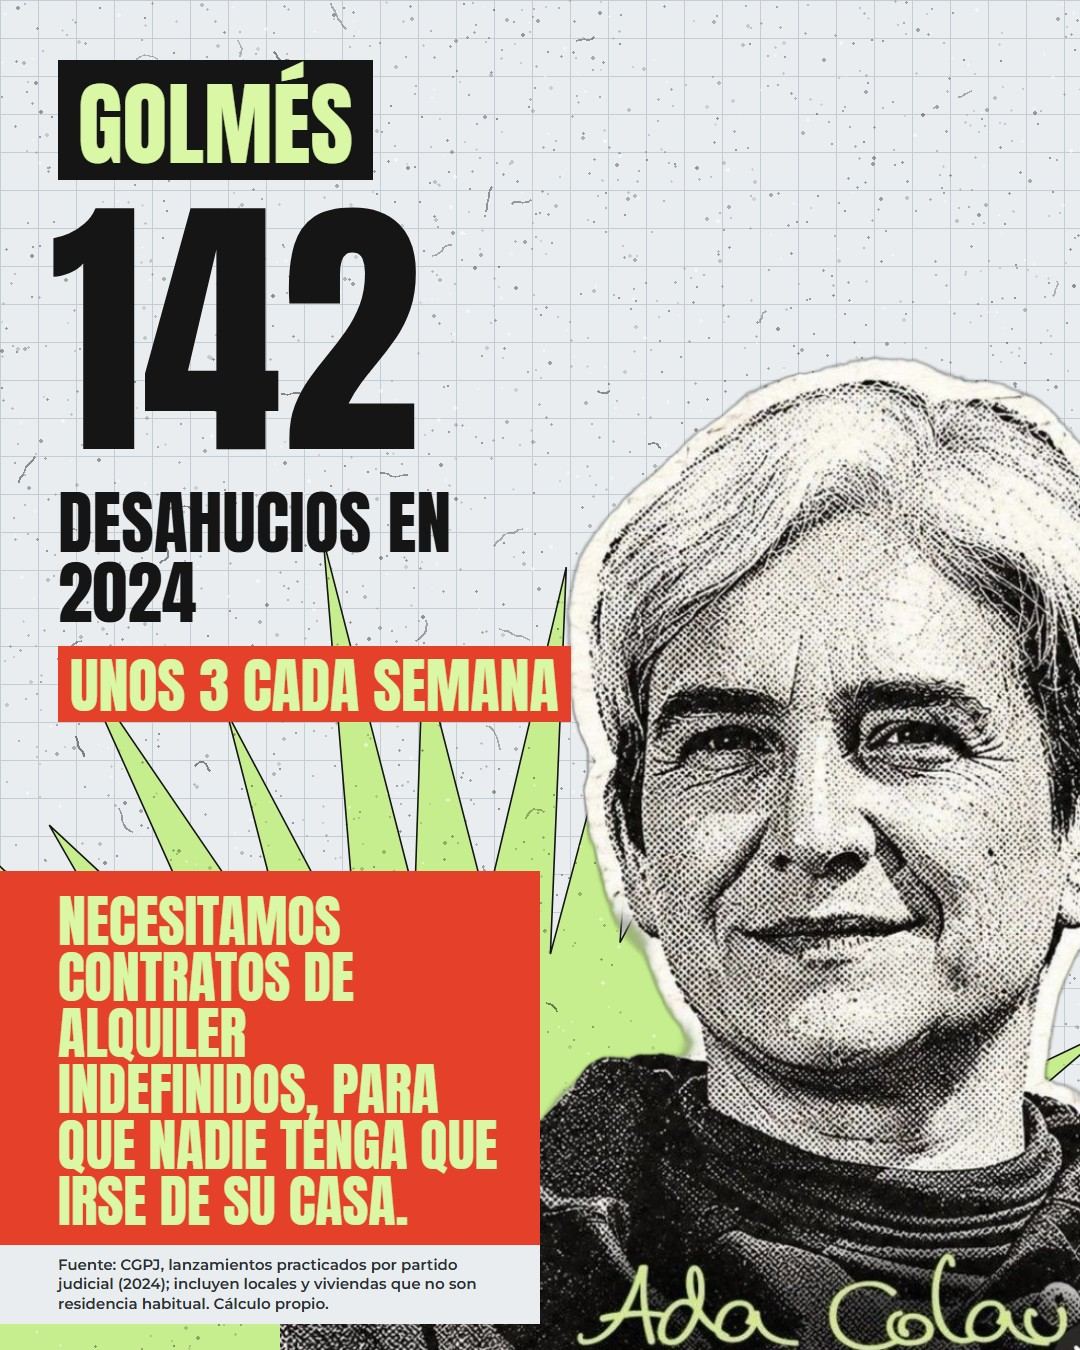 GOLMÉS
142
DESAHUCIOS EN
2024
UNOS 3 CADA SEMANA
NECESITAMOS
CONTRATOS DE
ALQUILER
INDEFINIDOS, PARA
QUE NADIE TENGA QUE
IRSE DE SU CASA.
Fuente: CGPJ, lanzamientos practicados por partido
judicial (2024); incluyen locales y viviendas que no son
residencia habitual. Cálculo propio.
Ada Colau